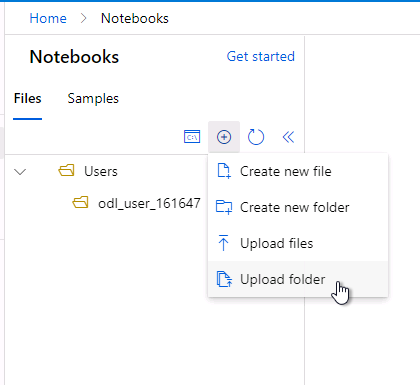 Home > Notebooks
Notebooks
Get started
Files
Samples
C:\
Users
odl_user_161647
Create new file
Create new folder
Upload files
Upload folder